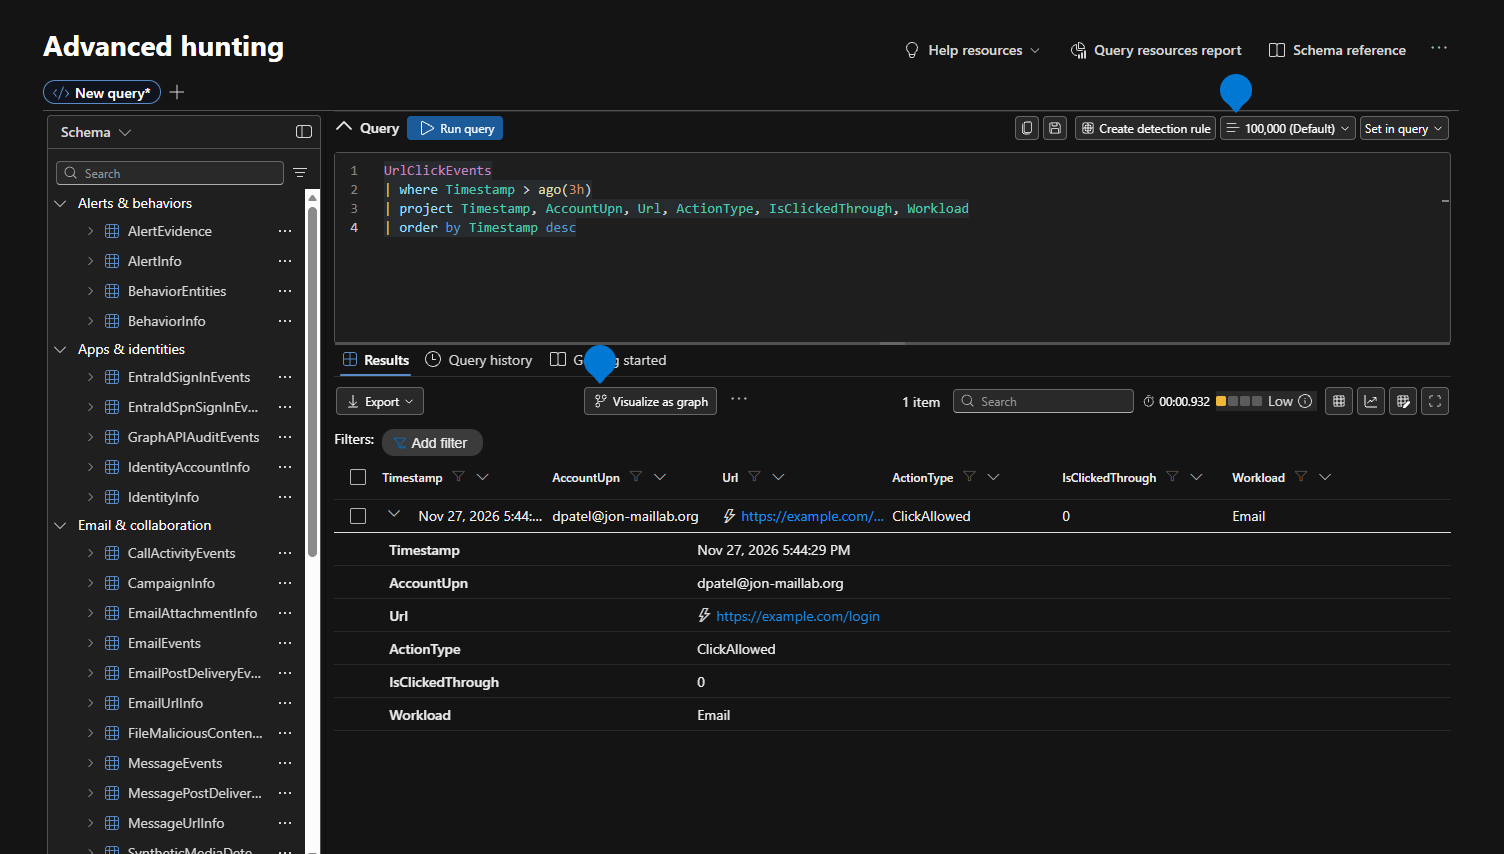 Advanced hunting
Help resources
Query resources report
Schema reference
...
</> New query*
Schema
Search
Alerts & behaviors
AlertEvidence
AlertInfo
BehaviorEntities
BehaviorInfo
Apps & identities
EntraIdSignInEvents
EntraIdSpnSignInEv...
GraphAPIAuditEvents
IdentityAccountInfo
IdentityInfo
Email & collaboration
CallActivityEvents
CampaignInfo
EmailAttachmentInfo
EmailEvents
EmailPostDeliveryEv...
EmailUrlInfo
FileMaliciousConten...
MessageEvents
MessagePostDeliver...
MessageUrlInfo
SyntheticMediaDete
Query
Run query
Create detection rule
100,000 (Default)
Set in query
1 UrlClickEvents
2 | where Timestamp > ago(3h)
3 | project Timestamp, AccountUpn, Url, ActionType, IsClickedThrough, Workload
4 | order by Timestamp desc
Results
Query history
started
Export
Visualize as graph
...
1 item
Search
00:00.932
Low
Filters:
Add filter
Timestamp AccountUpn Url ActionType IsClickedThrough Workload
Nov 27, 2026 5:44:... dpatel@jon-maillab.org https://example.com/... ClickAllowed 0 Email
Timestamp Nov 27, 2026 5:44:29 PM
AccountUpn dpatel@jon-maillab.org
Url https://example.com/login
ActionType ClickAllowed
IsClickedThrough 0
Workload Email